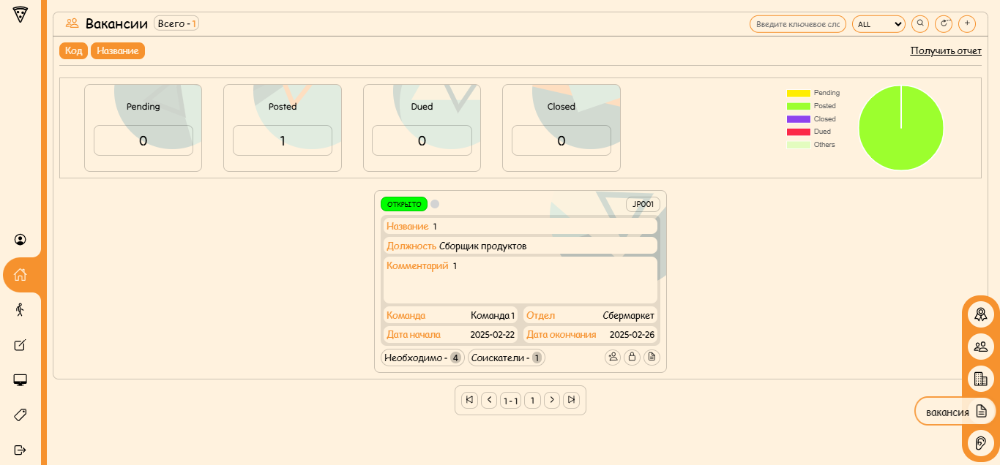 Вакансии Всего - 1
Введите ключевое слс ALL
Код Название Получить отчет
Pending Posted Dued Closed
0 1 0 0
Pending
Posted
Closed
Dued
Others
ОТКРЫТО JP001
Название 1
Должность Сборщик продуктов
Комментарий 1
Команда Команда 1 Отдел Сбермаркет
Дата начала 2025-02-22 Дата окончания 2025-02-26
Необходимо - 4 Соискатели - 1
1 - 1 1
вакансия